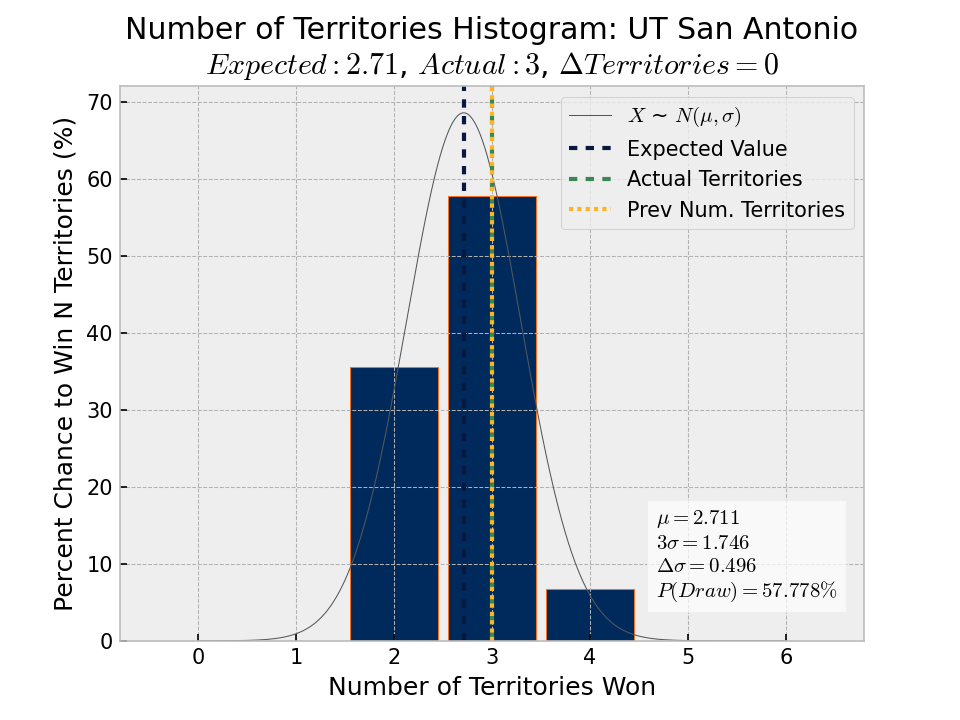 Number of Territories Histogram: UT San Antonio
Expected : 2.71, Actual : 3, ΔTerritories = 0
70
60
50
40
30
20
10
0
Percent Chance to Win N Territories (%)
X ∼ N(μ, σ)
Expected Value
Actual Territories
Prev Num. Territories
μ = 2.711
3σ = 1.746
Δσ = 0.496
P(Draw) = 57.778%
0 1 2 3 4 5 6
Number of Territories Won